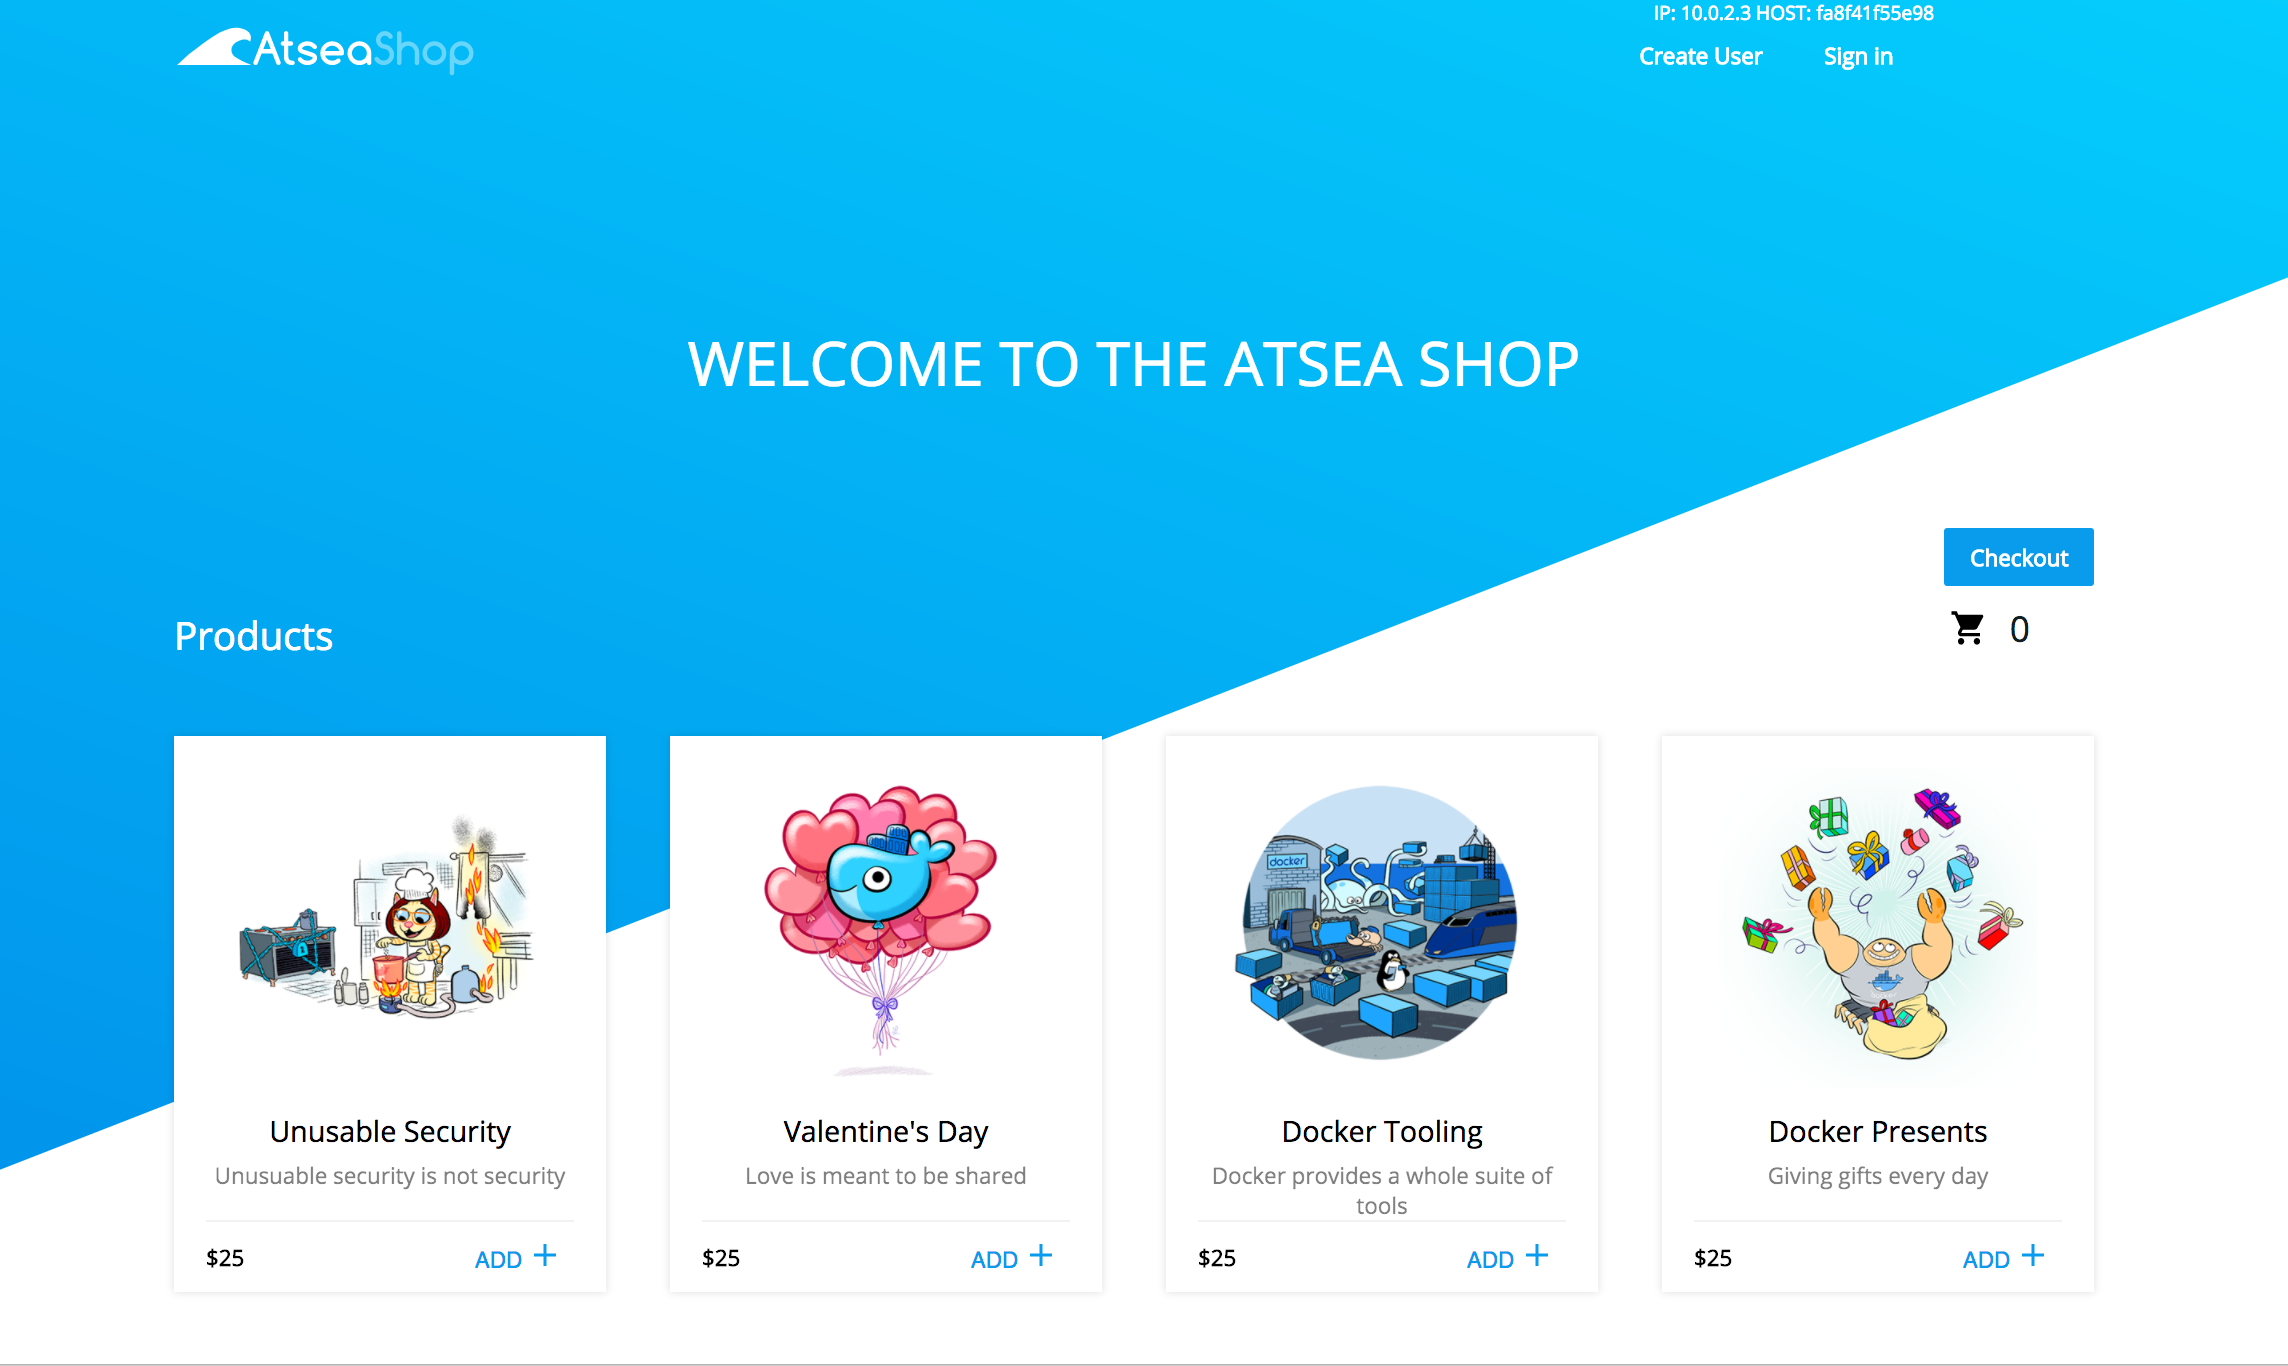 IP: 10.0.2.3 HOST: fa8f41f55e98
AtseaShop
Create User
Sign in
WELCOME TO THE ATSEA SHOP
Checkout
Products
0
docker
Unusable Security
Unusuable security is not security
$25
ADD +
Valentine's Day
Love is meant to be shared
$25
ADD +
Docker Tooling
Docker provides a whole suite of
tools
$25
ADD +
Docker Presents
Giving gifts every day
$25
ADD +